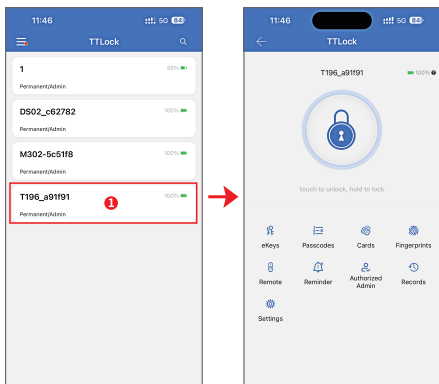 11:46
5G 84
TTLock
1
69%
Permanent/Admin
DS02_c62782
100%
Permanent/Admin
M302-5c51f8
100%
Permanent/Admin
T196_a91f91
100%
Permanent/Admin
1
11:46
5G 84
TTLock
T196_a91f91
100%
touch to unlock, hold to lock
eKeys
Passcodes
Cards
Fingerprints
Remote
Reminder
Authorized
Admin
Records
Settings